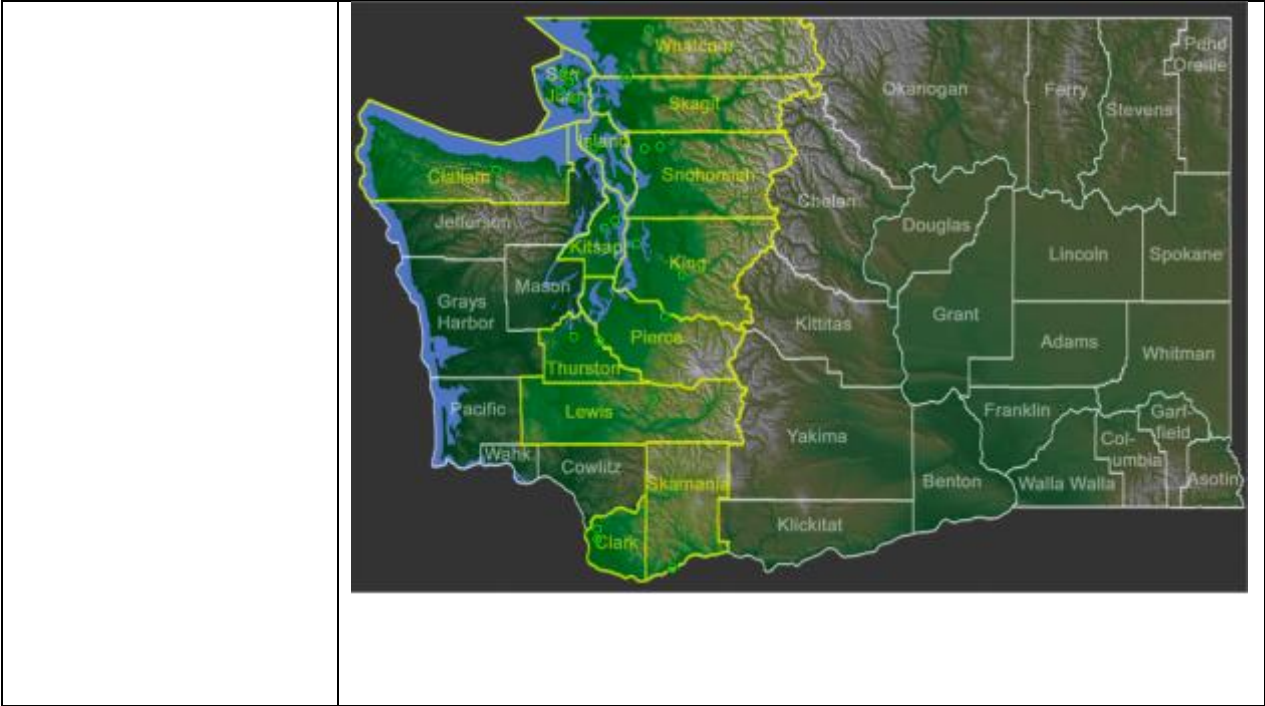 Whatcom
Pend
Oreille
San
Juan
Okanogan
Ferry
Stevens
Skagit
Island
Clallam
Snohomish
Chelan
Jefferson
Douglas
Kitsap
King
Lincoln
Spokane
Mason
Grays
Harbor
Kittitas
Grant
Pierce
Adams
Whitman
Thurston
Pacific
Lewis
Franklin
Garf-
field
Yakima
Col-
umbia
Wahk
Cowlitz
Skamania
Benton
Walla Walla
Asotin
Klickitat
Clark